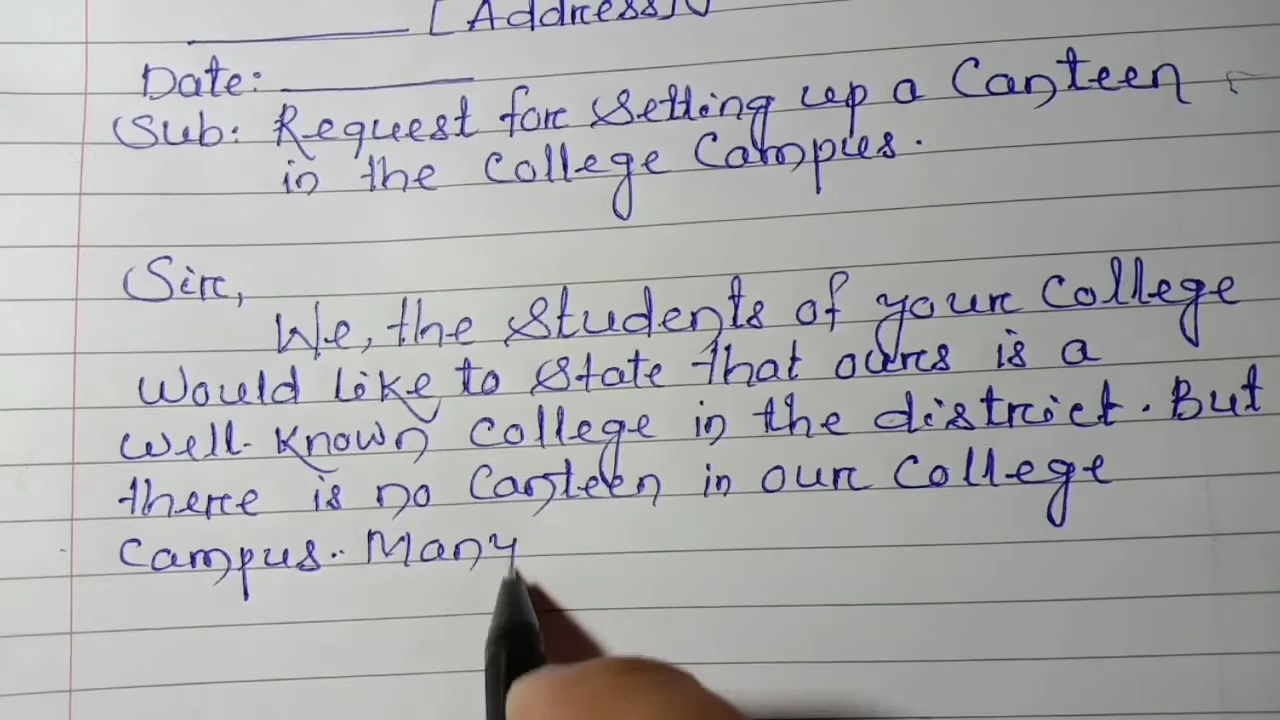 ________ [Address]
Date: ________
Sub: Request for Setting up a Canteen
in the College Campus.
Sir,
We, the Students of your College
Would like to State that ours is a
well-known College in the district. But
there is no Canteen in our College
Campus.. Many